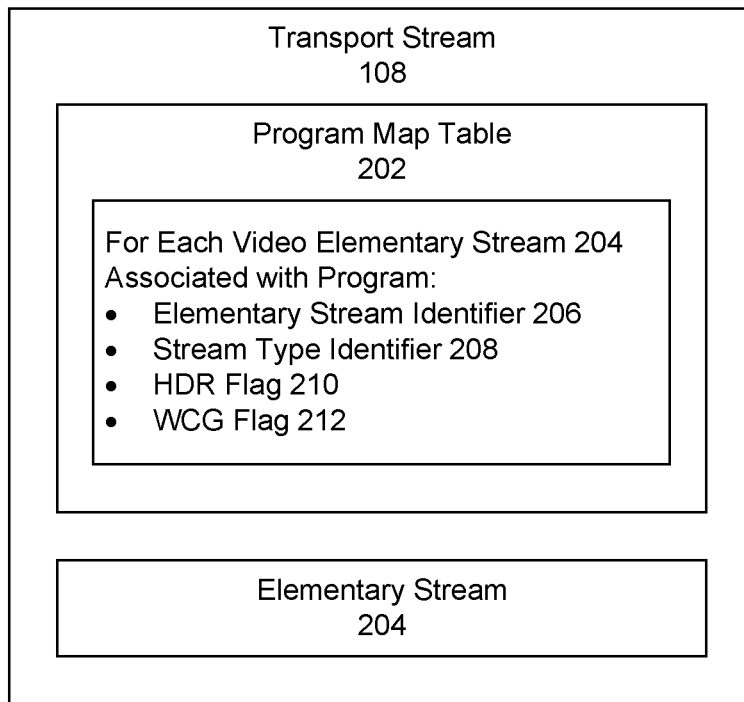 Transport Stream
108
Program Map Table
202
For Each Video Elementary Stream 204
Associated with Program:
• Elementary Stream Identifier 206
• Stream Type Identifier 208
• HDR Flag 210
• WCG Flag 212
Elementary Stream
204